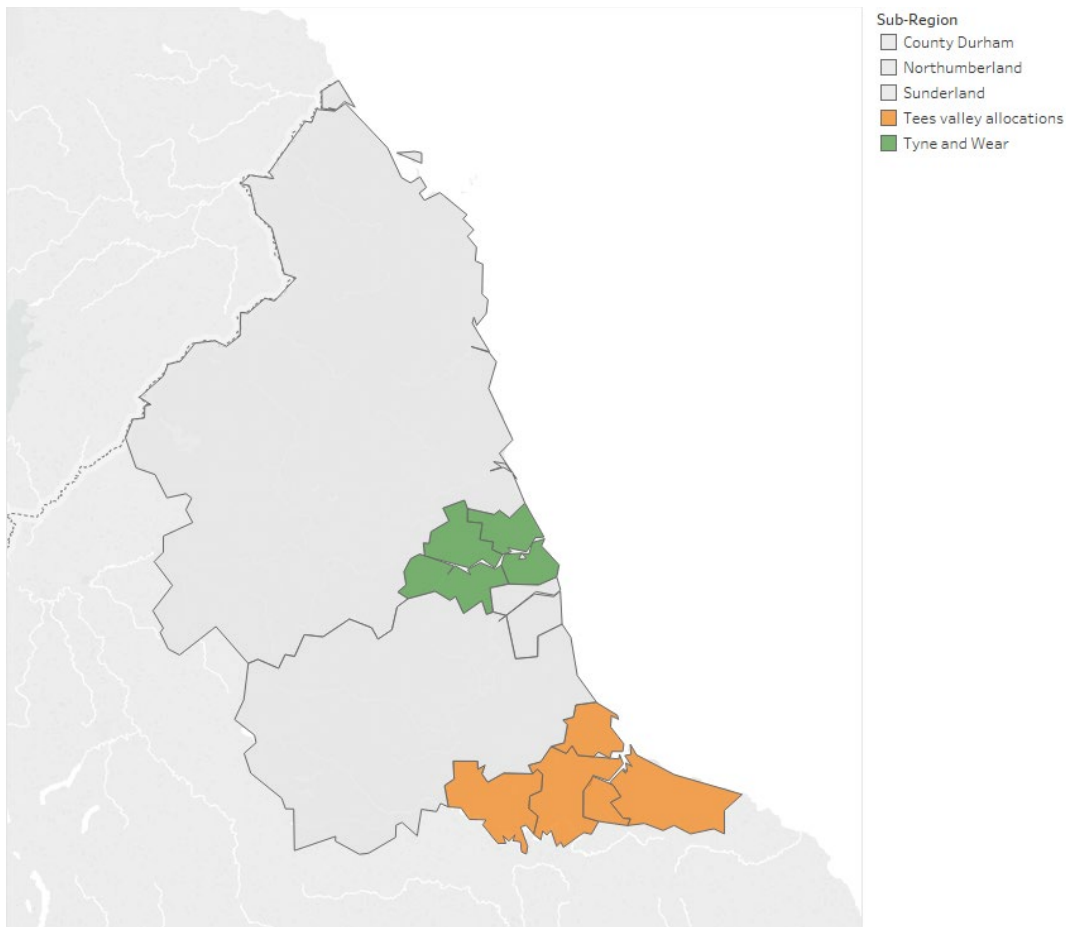 Sub-Region
County Durham
Northumberland
Sunderland
Tees valley allocations
Tyne and Wear